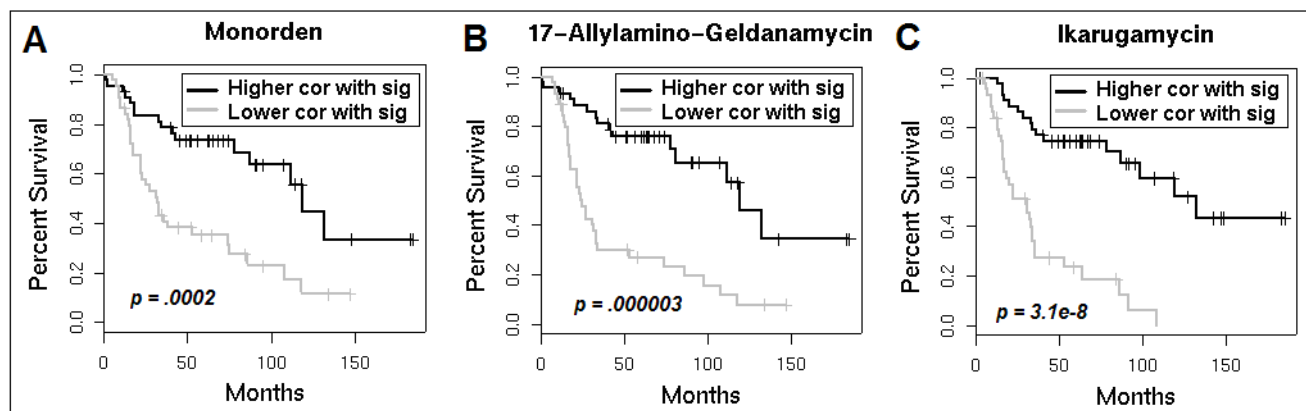 A
Monorden
Higher cor with sig
Lower cor with sig
Percent Survival
1.0
0.8
0.6
0.4
0.2
0.0
p = .0002
0
50
100
150
Months
B
17-Allylamino-Geldanamycin
Higher cor with sig
Lower cor with sig
Percent Survival
1.0
0.8
0.6
0.4
0.2
0.0
p = .000003
0
50
100
150
Months
C
Ikarugamycin
Higher cor with sig
Lower cor with sig
Percent Survival
1.0
0.8
0.6
0.4
0.2
0.0
p = 3.1e-8
0
50
100
150
Months